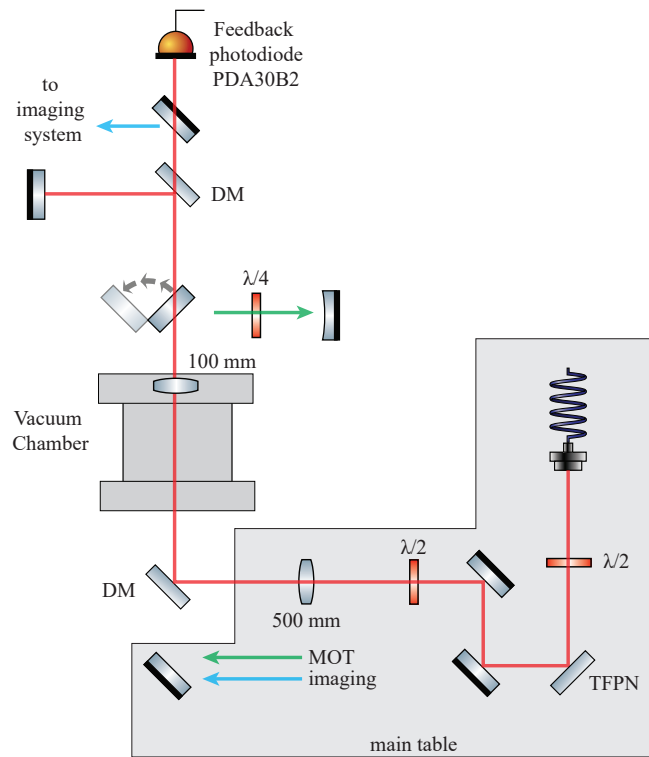 Feedback
photodiode
PDA30B2
to
imaging
system
DM
λ/4
100 mm
Vacuum
Chamber
λ/2
λ/2
DM
500 mm
MOT
imaging
TFPN
main table